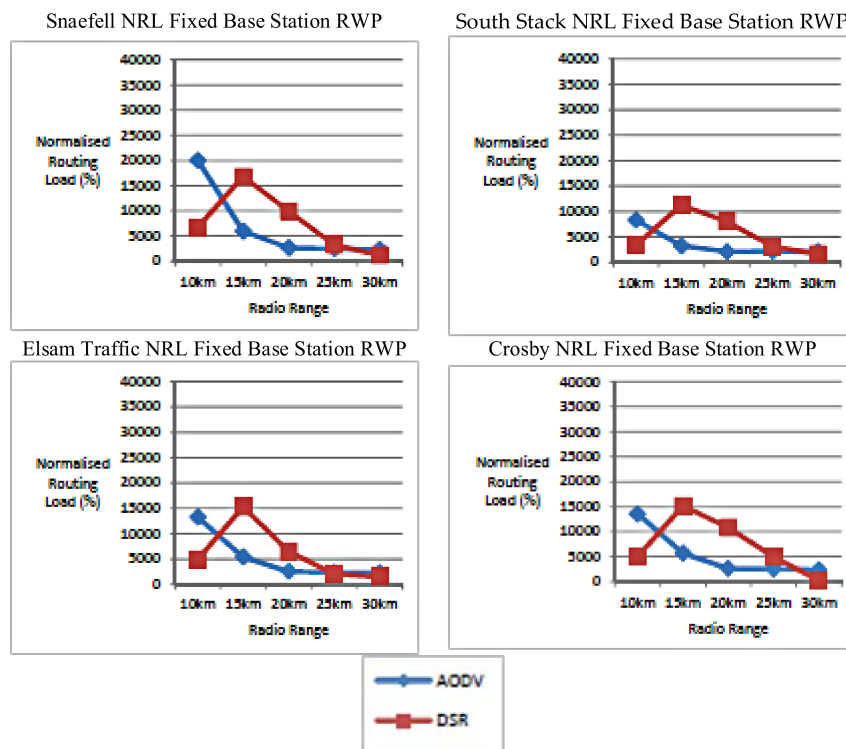 Snaefell NRL Fixed Base Station RWP
Normalised
Routing
Load (%)
40000
35000
30000
25000
20000
15000
10000
5000
0
10km 15km 20km 25km 30km
Radio Range
South Stack NRL Fixed Base Station RWP
Normalised
Routing
Load (%)
40000
35000
30000
25000
20000
15000
10000
5000
0
10km 15km 20km 25km 30km
Radio Range
Elsam Traffic NRL Fixed Base Station RWP
Normalised
Routing
Load (%)
40000
35000
30000
25000
20000
15000
10000
5000
0
10km 15km 20km 25km 30km
Radio Range
Crosby NRL Fixed Base Station RWP
Normalised
Routing
Load (%)
40000
35000
30000
25000
20000
15000
10000
5000
0
10km 15km 20km 25km 30km
Radio Range
AODV
DSR